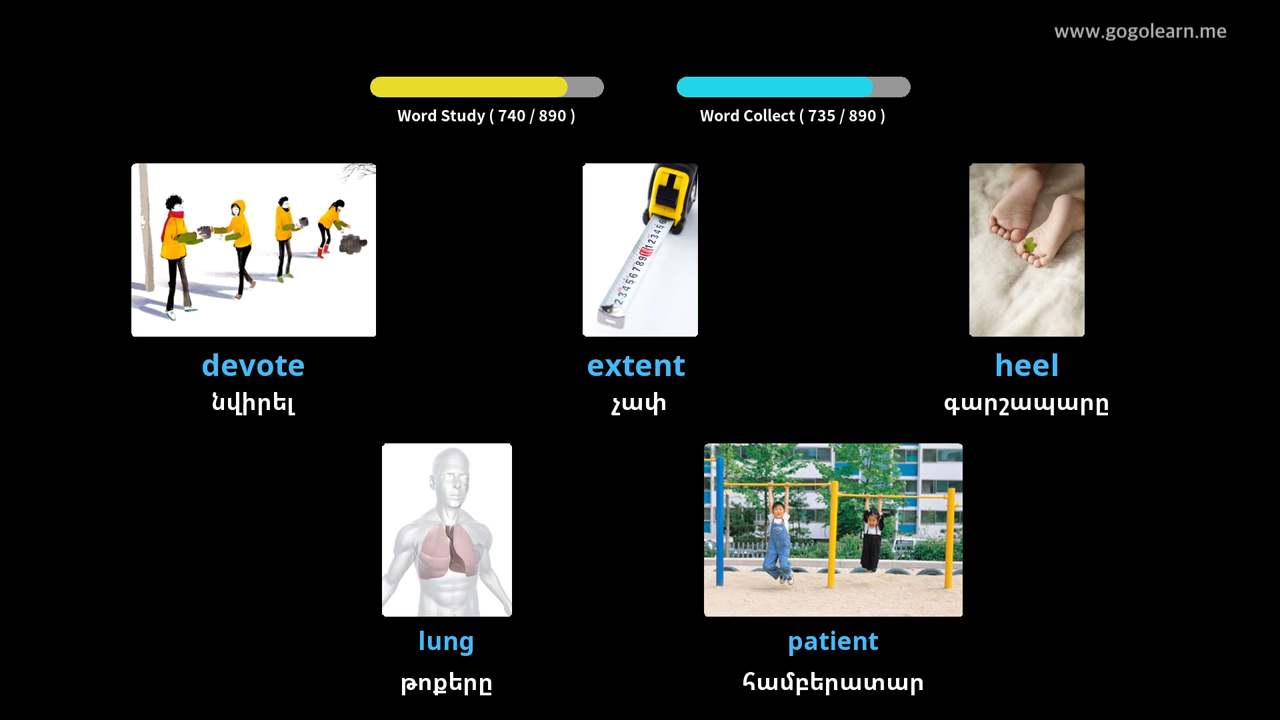 www.gogolearn.me
Word Study ( 740 / 890 )
Word Collect ( 735 / 890 )
devote
նվիրել
extent
չափ
heel
գարշապարը
lung
թոքերը
patient
համբերատար